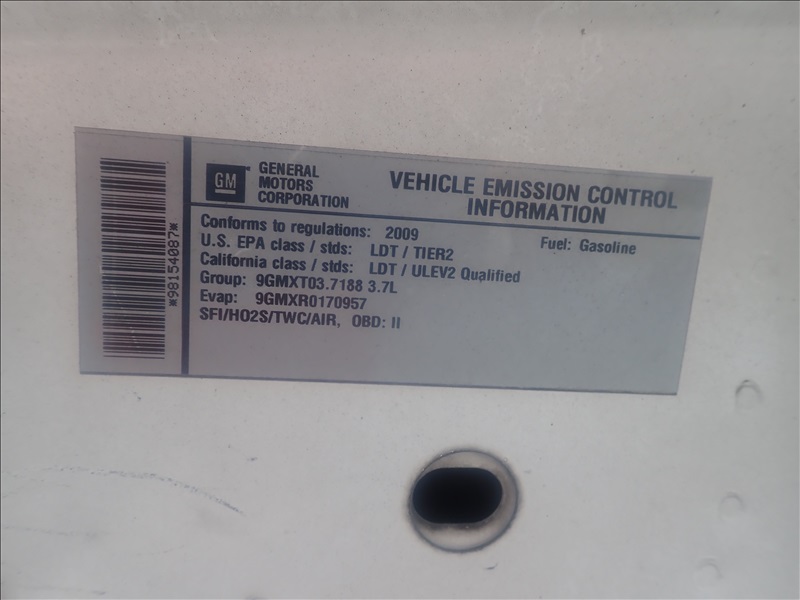 GM
GENERAL
MOTORS
CORPORATION
VEHICLE EMISSION CONTROL
INFORMATION
Conforms to regulations: 2009
Fuel: Gasoline
U.S. EPA class / stds: LDT / TIER2
California class / stds: LDT / ULEV2 Qualified
Group: 9GMXT03.7188 3.7L
Evap: 9GMXR0170957
SFI/HO2S/TWC/AIR, OBD: II
*98154087*